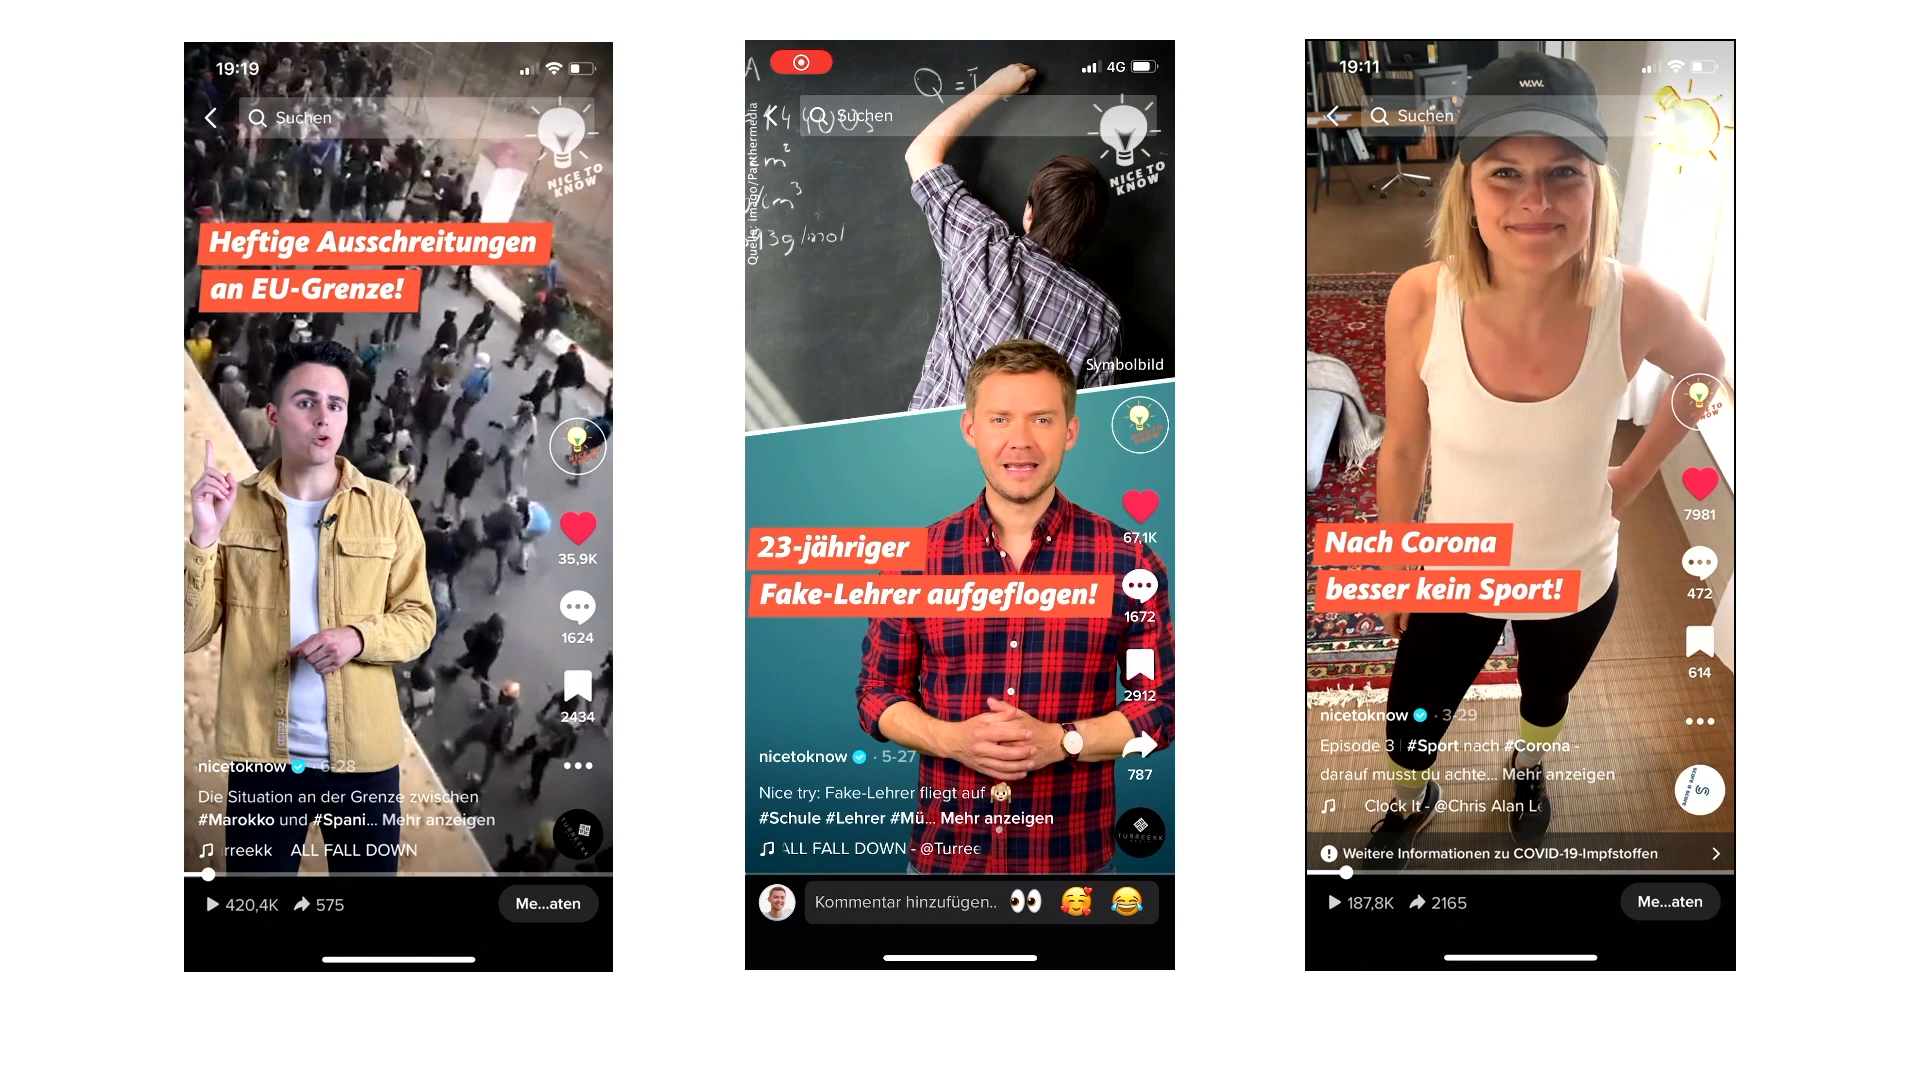 19:19
Suchen
NICE TO
KNOW
Heftige Ausschreitungen
an EU-Grenze!
35,9K
1624
2434
nicetoknow · 6-28
Die Situation an der Grenze zwischen
#Marokko und #Spani... Mehr anzeigen
rreekk ALL FALL DOWN
420,4K 575
Me...aten
4G
Q =
Suchen
Quelle: imago/Panthermedia
NICE TO
KNOW
Symbolbild
23-jähriger
Fake-Lehrer aufgeflogen!
67,1K
1672
2912
787
nicetoknow · 5-27
Nice try: Fake-Lehrer fliegt auf
#Schule #Lehrer #Mü... Mehr anzeigen
ALL FALL DOWN - @Turree
TURREEKK
Kommentar hinzufügen..
19:11
W.W.
Suchen
Nach Corona
besser kein Sport!
7981
472
614
nicetoknow · 3-29
Episode 3 | #Sport nach #Corona -
darauf musst du achte... Mehr anzeigen
Clock It - @Chris Alan Le
Weitere Informationen zu COVID-19-Impfstoffen
187,8K 2165
Me...aten